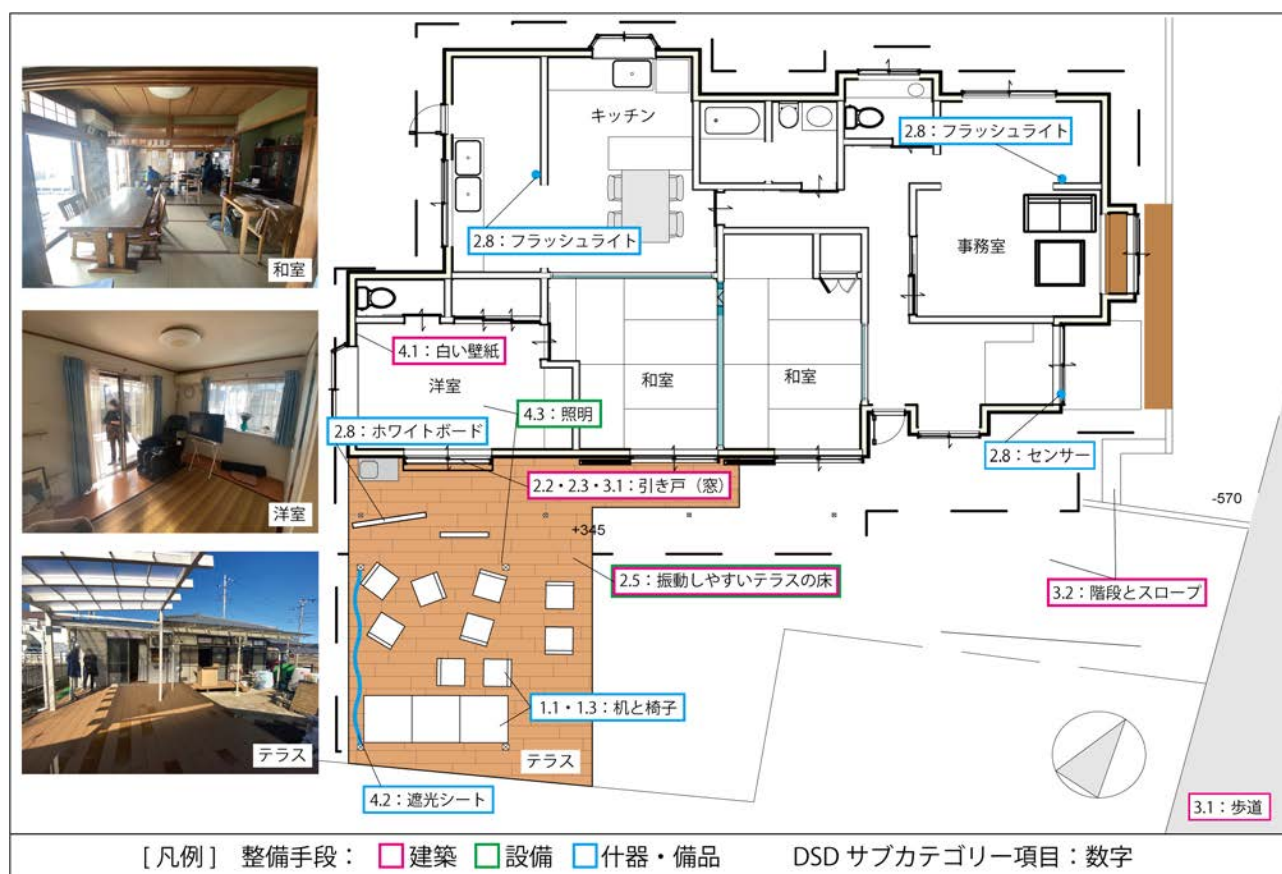 和室
洋室
テラス
キッチン
2.8：フラッシュライト
2.8：フラッシュライト
事務室
4.1：白い壁紙
洋室
和室
和室
4.3：照明
2.8：ホワイトボード
2.8：センサー
2.2・2.3・3.1：引き戸（窓）
-570
+345
2.5：振動しやすいテラスの床
3.2：階段とスロープ
1.1・1.3：机と椅子
テラス
4.2：遮光シート
3.1：歩道
[凡例] 整備手段： 建築 設備 什器・備品 DSD サブカテゴリー項目：数字